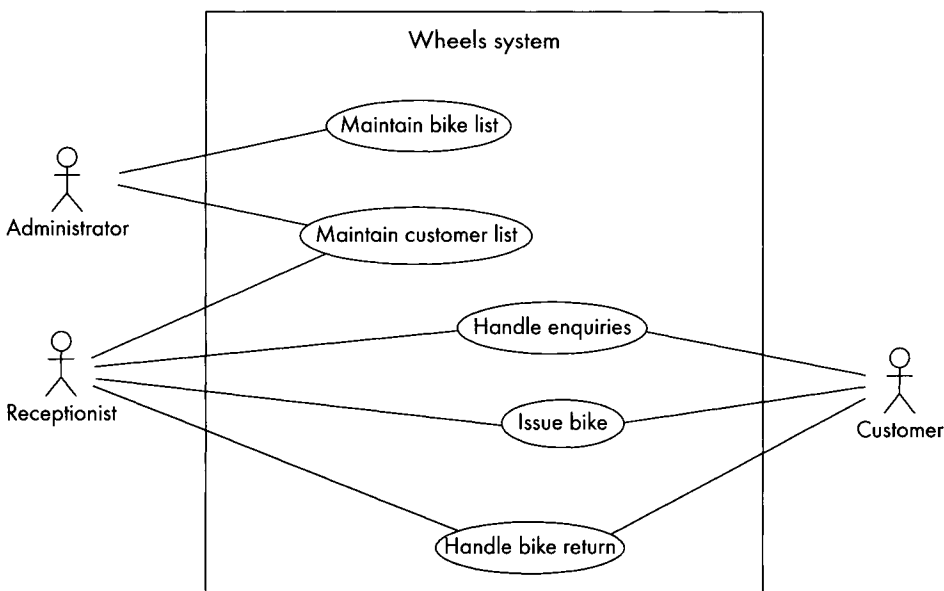 Wheels system
Maintain bike list
Administrator
Maintain customer list
Handle enquiries
Receptionist
Issue bike
Customer
Handle bike return